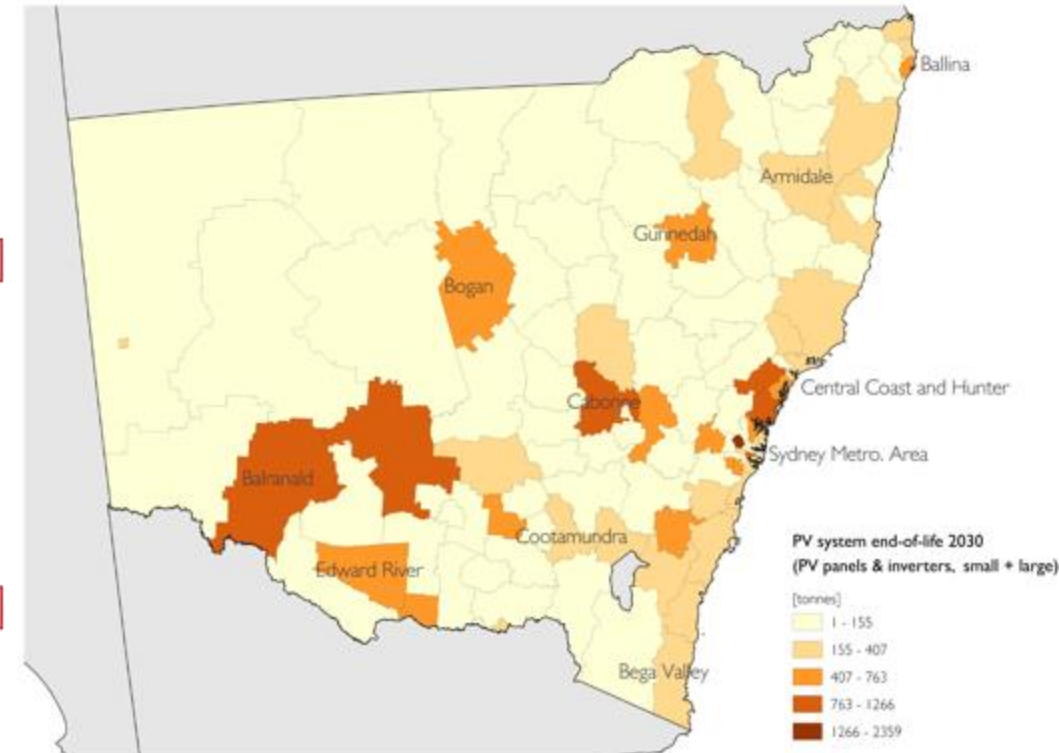 Ballina
Armidale
Gunnedah
Bogan
Central Coast and Hunter
Cabonne
Sydney Metro. Area
Balranald
Cootamundra
Edward River
Bega Valley
PV system end-of-life 2030
(PV panels & inverters, small + large)
[tonnes]
1 - 155
155 - 407
407 - 763
763 - 1266
1266 - 2359